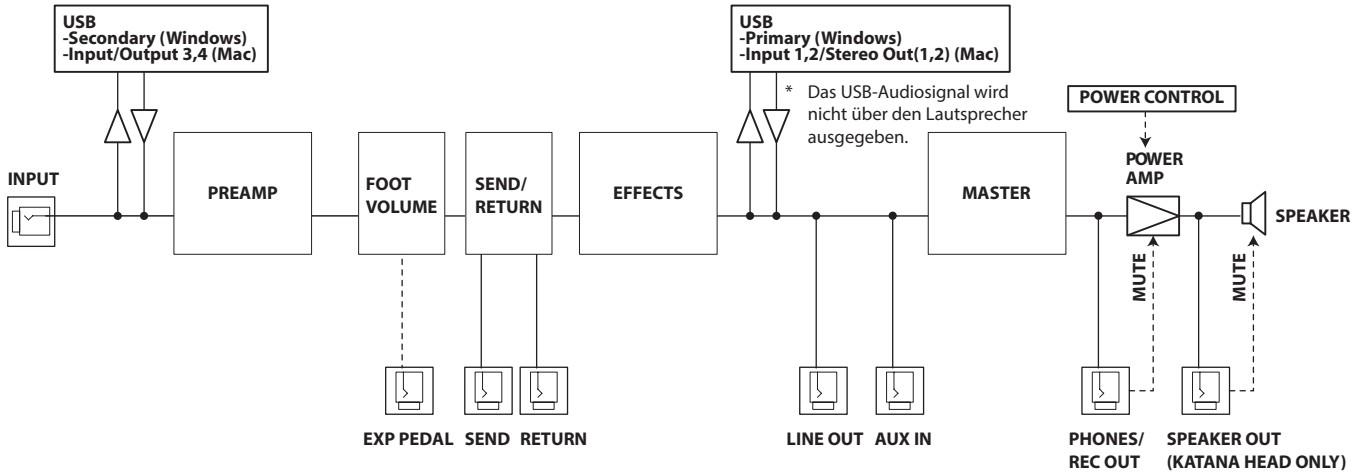 USB
-Secondary (Windows)
-Input/Output 3,4 (Mac)
USB
-Primary (Windows)
-Input 1,2/Stereo Out(1,2) (Mac)
* Das USB-Audiosignal wird
nicht über den Lautsprecher
ausgegeben.
POWER CONTROL
INPUT
PREAMP
FOOT
VOLUME
SEND/
RETURN
EFFECTS
MASTER
POWER
AMP
SPEAKER
MUTE
MUTE
EXP PEDAL
SEND
RETURN
LINE OUT
AUX IN
PHONES/
REC OUT
SPEAKER OUT
(KATANA HEAD ONLY)